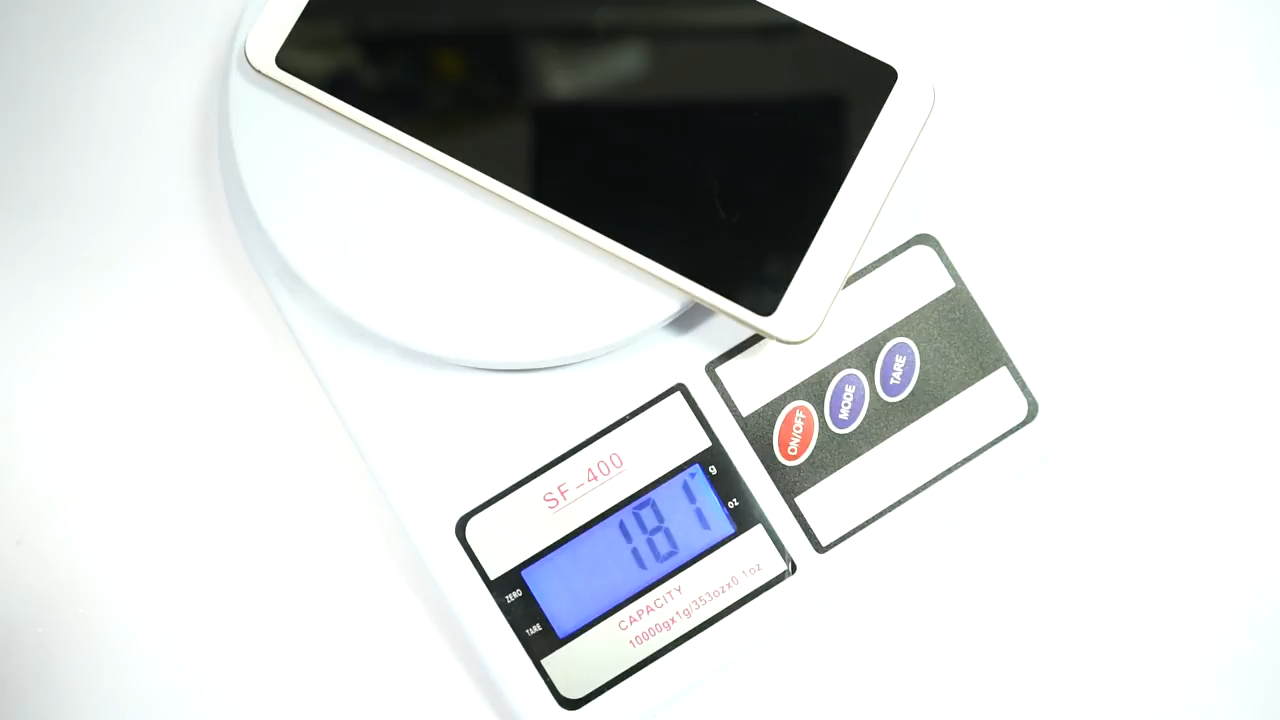 SF-400
181
g
oz
ZERO
TARE
CAPACITY
10000gx1g/353ozx0.1oz
ON/OFF
MODE
TARE